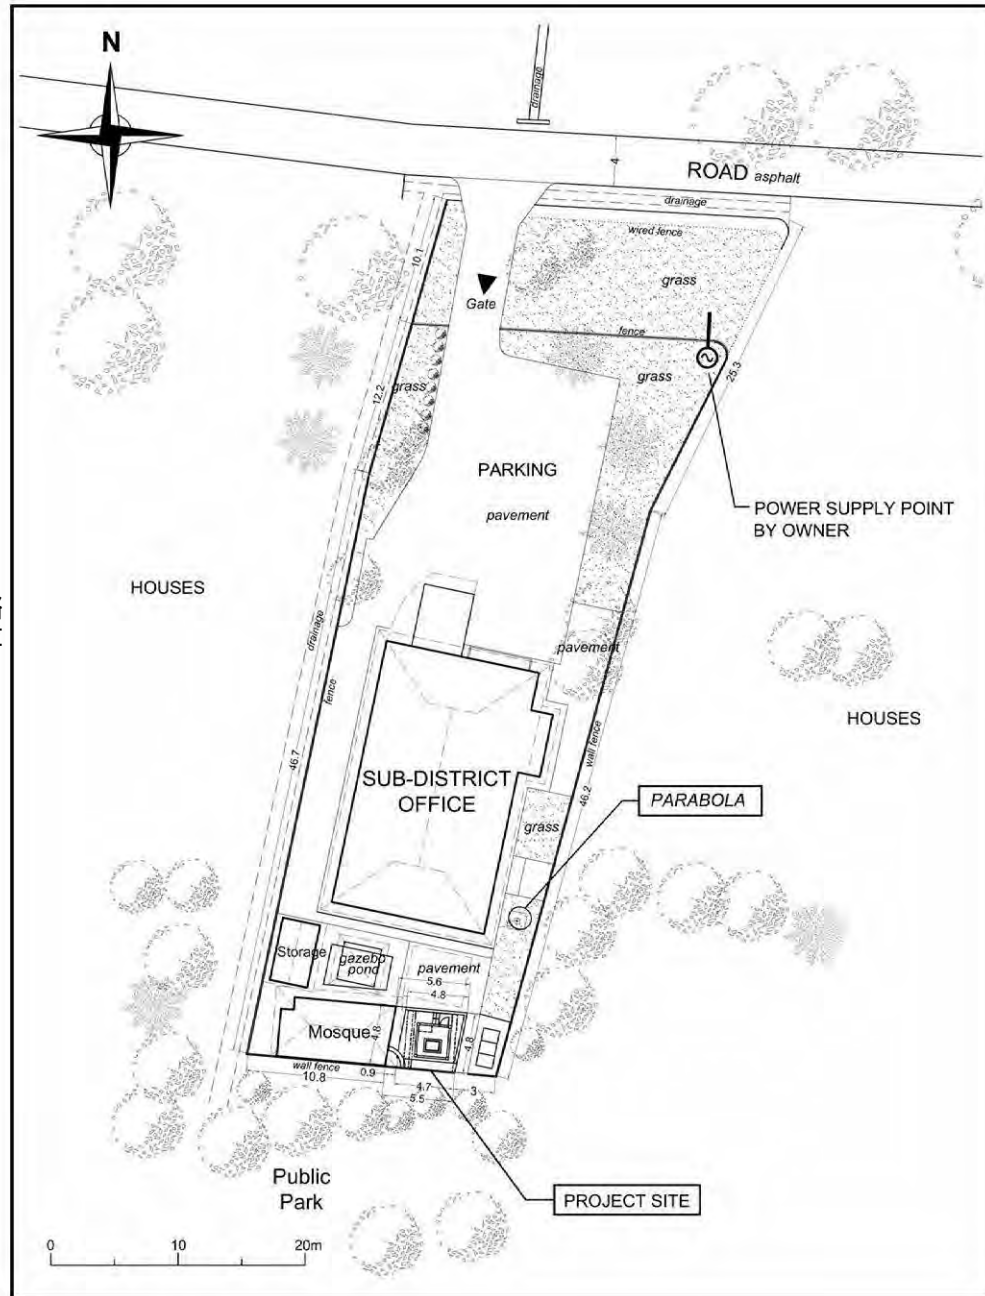 N
drainage
4
ROAD asphalt
drainage
wired fence
10.1
grass
Gate
fence
grass
25.3
12.2
grass
PARKING
pavement
POWER SUPPLY POINT
BY OWNER
HOUSES
drainage
pavement
fence
HOUSES
wall fence
46.7
SUB-DISTRICT
OFFICE
46.2
PARABOLA
grass
Storage
gazebo
pond
pavement
5.6
4.8
Mosque
4.8
4.8
wall fence
10.8
0.9
4.7
3
5.5
Public
Park
PROJECT SITE
0
10
20m